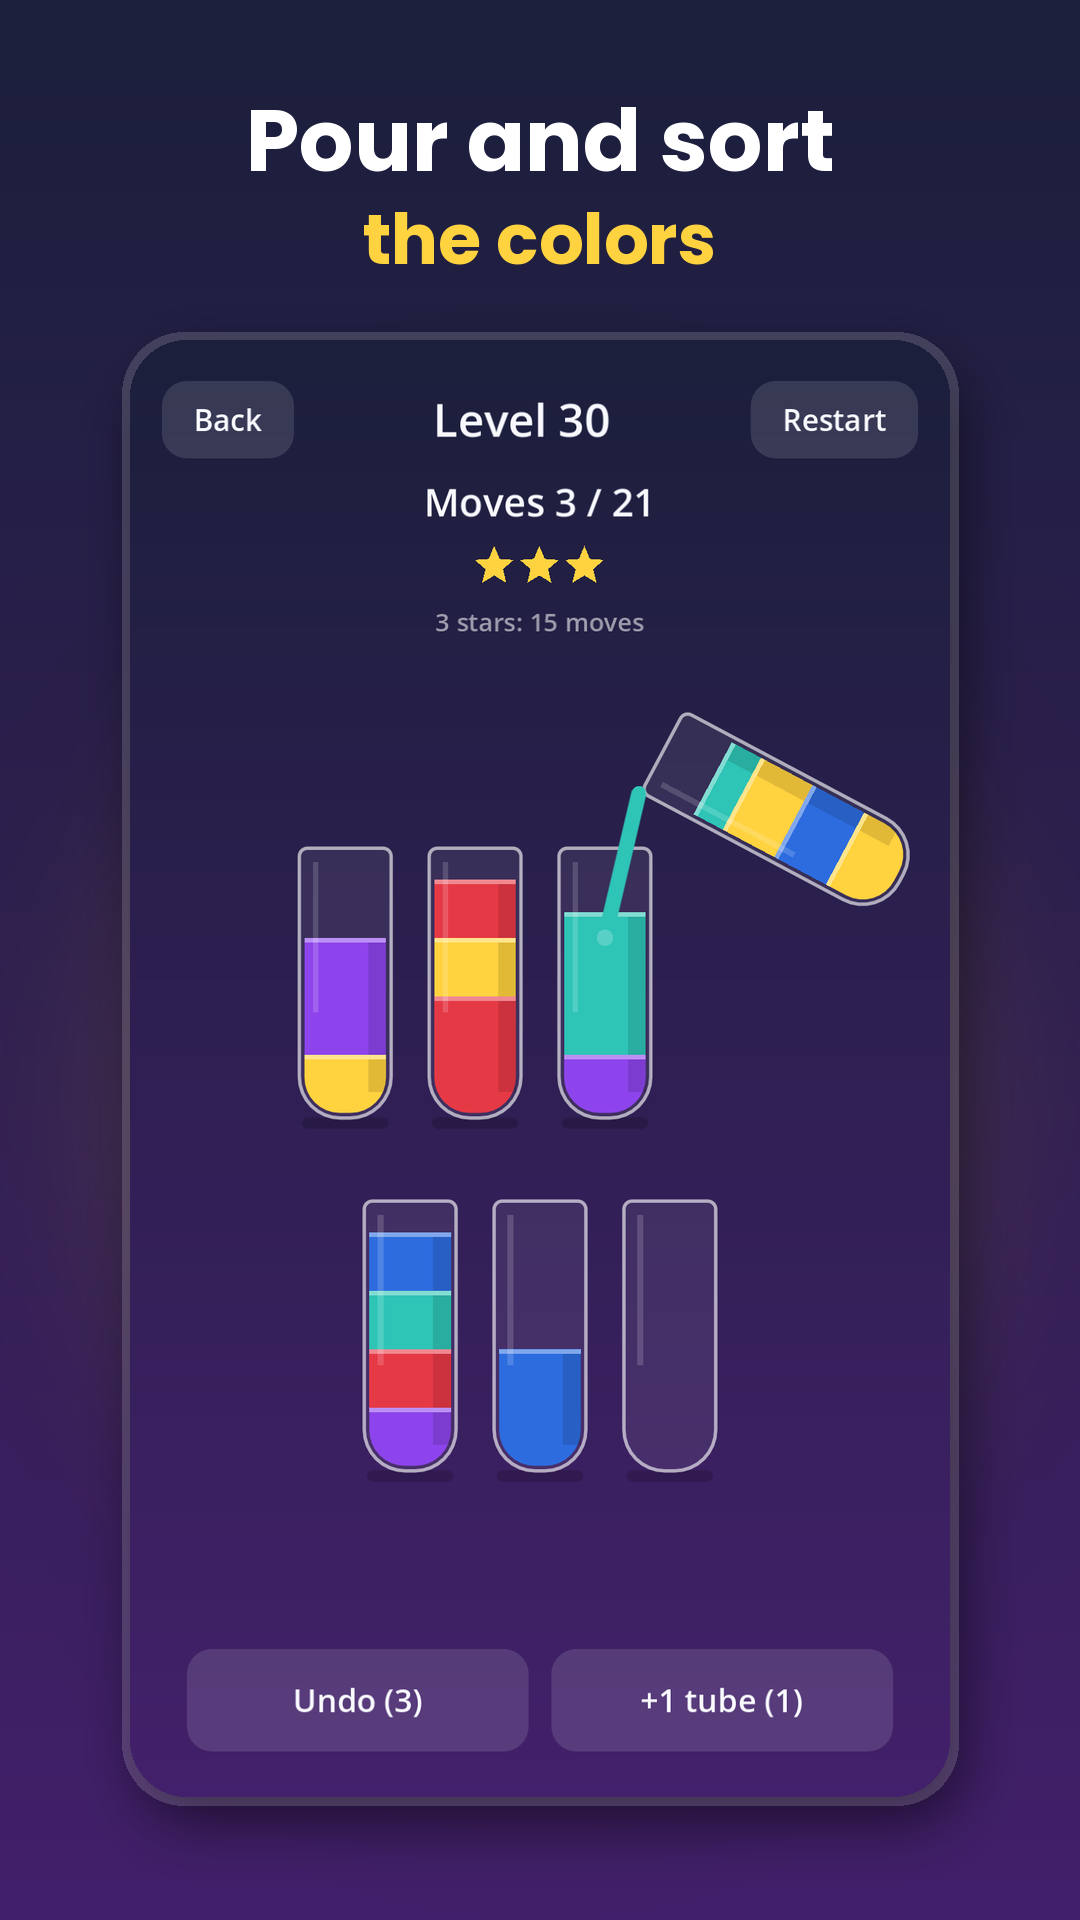 Pour and sort
the colors
Back
Level 30
Restart
Moves 3 / 21
3 stars: 15 moves
Undo (3)
+1 tube (1)